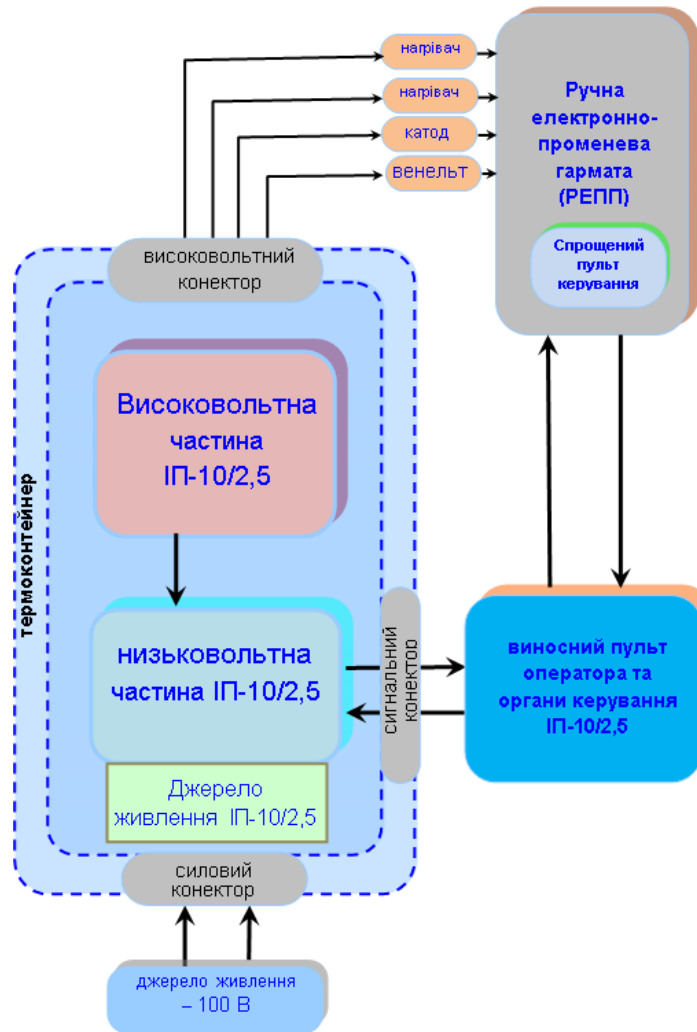 нагрівач
нагрівач
катод
венельт
Ручна
електронно-
променева
гармата
(РЕПП)
Спрощений
пульт
керування
високовольтний
конектор
Високовольтна
частина
ІП-10/2,5
термоконтейнер
низьковольтна
частина ІП-10/2,5
сигнальний
конектор
виносний пульт
оператора та
органи керування
ІП-10/2,5
Джерело
живлення ІП-10/2,5
силовий
конектор
джерело живлення
– 100 В